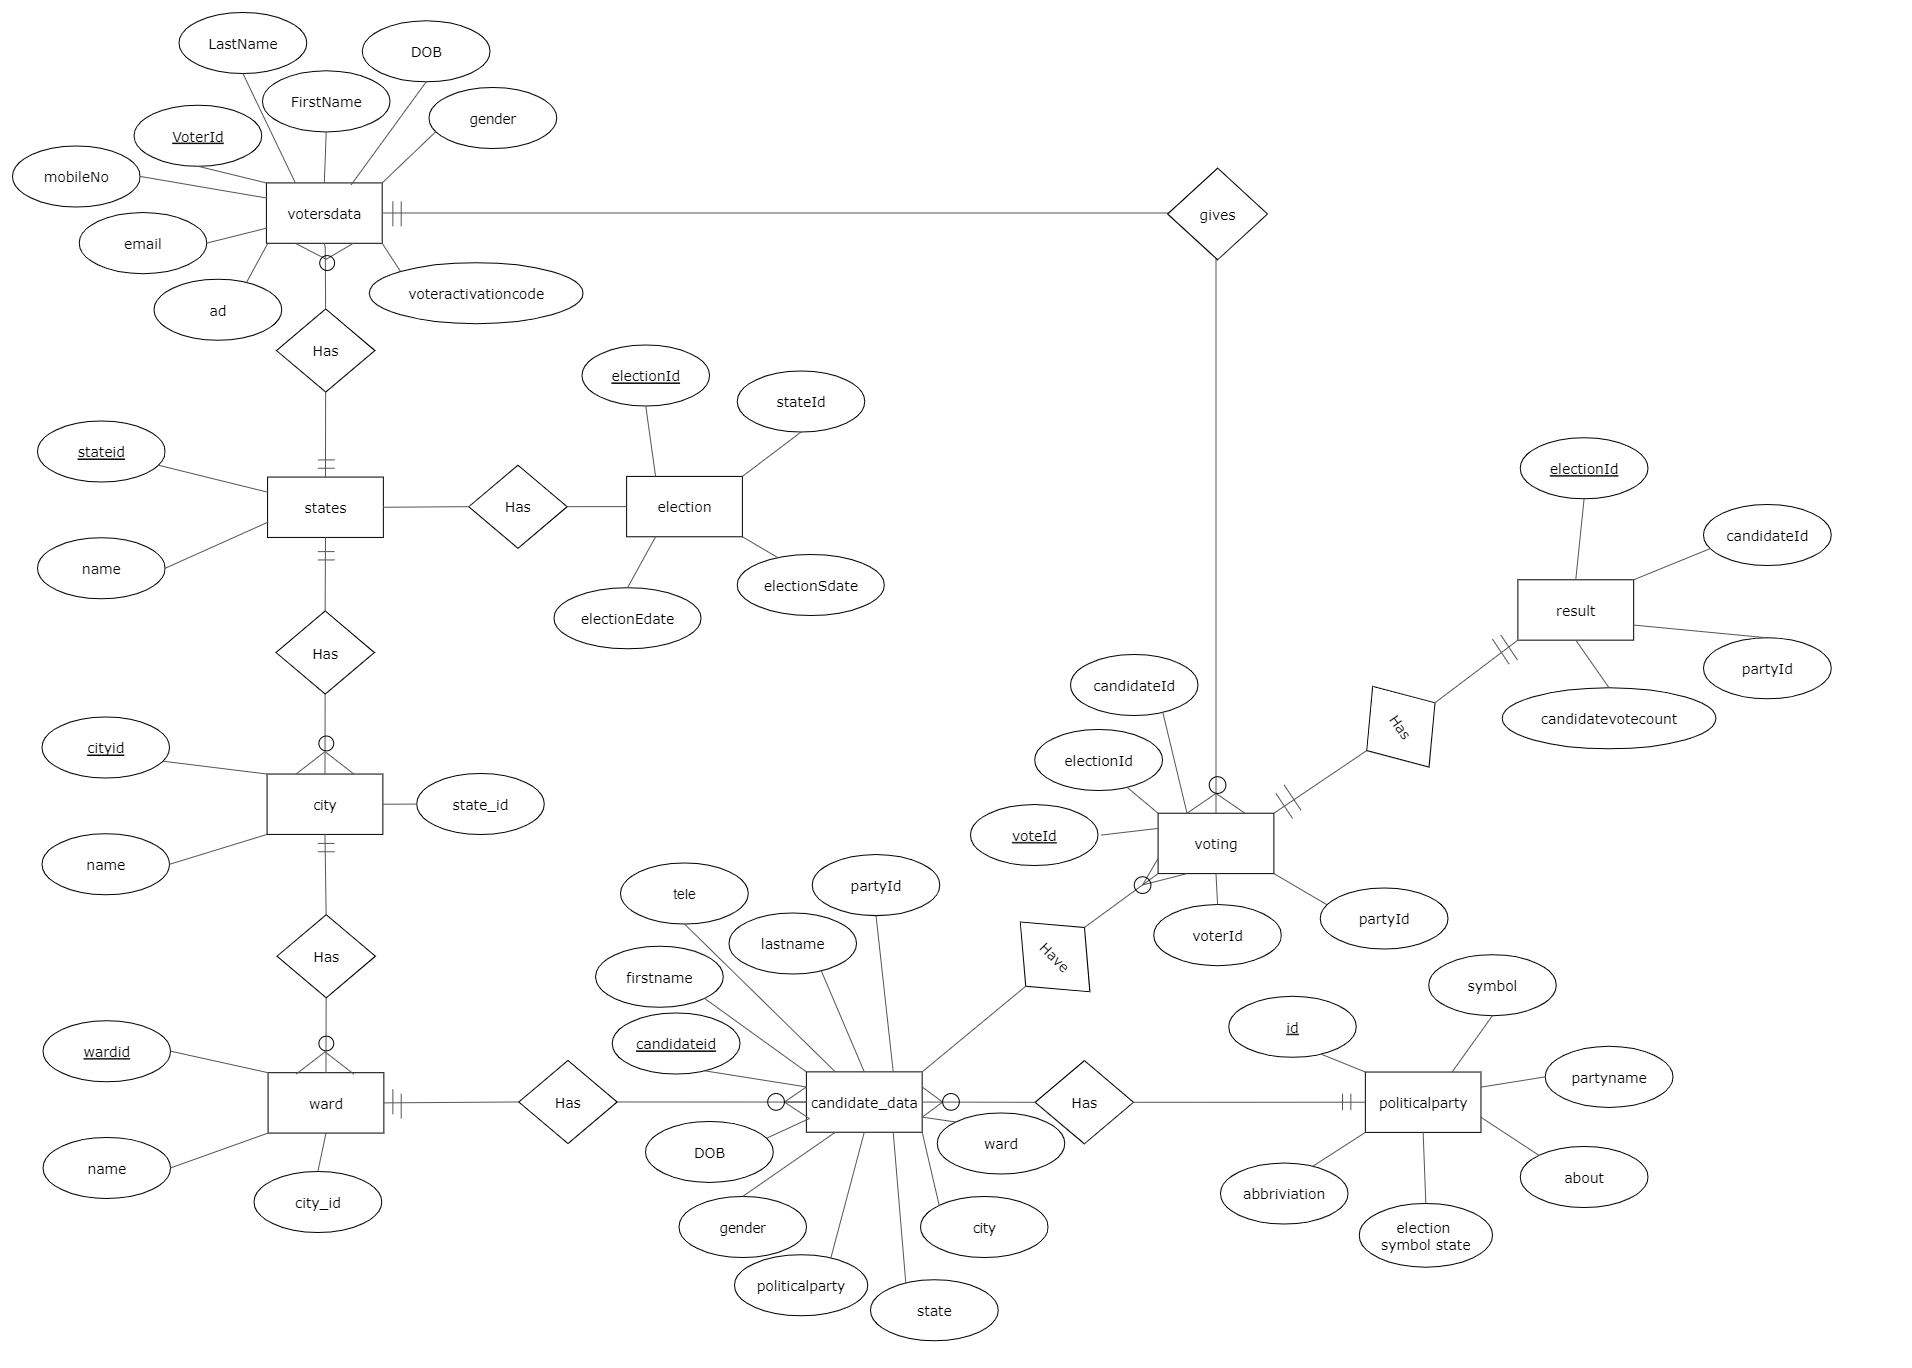 LastName
DOB
FirstName
gender
VoterId
mobileNo
votersdata
gives
email
voteractivationcode
ad
Has
electionId
stateId
stateid
electionId
states
Has
election
candidateId
name
electionSdate
result
electionEdate
Has
partyId
candidateId
candidatevotecount
Has
cityid
electionId
city
state_id
voteId
voting
name
tele
partyId
partyId
lastname
voterId
Has
Have
firstname
symbol
id
wardid
candidateid
partyname
ward
Has
candidate_data
Has
politicalparty
ward
DOB
name
about
abbriviation
city_id
gender
city
election
symbol state
politicalparty
state